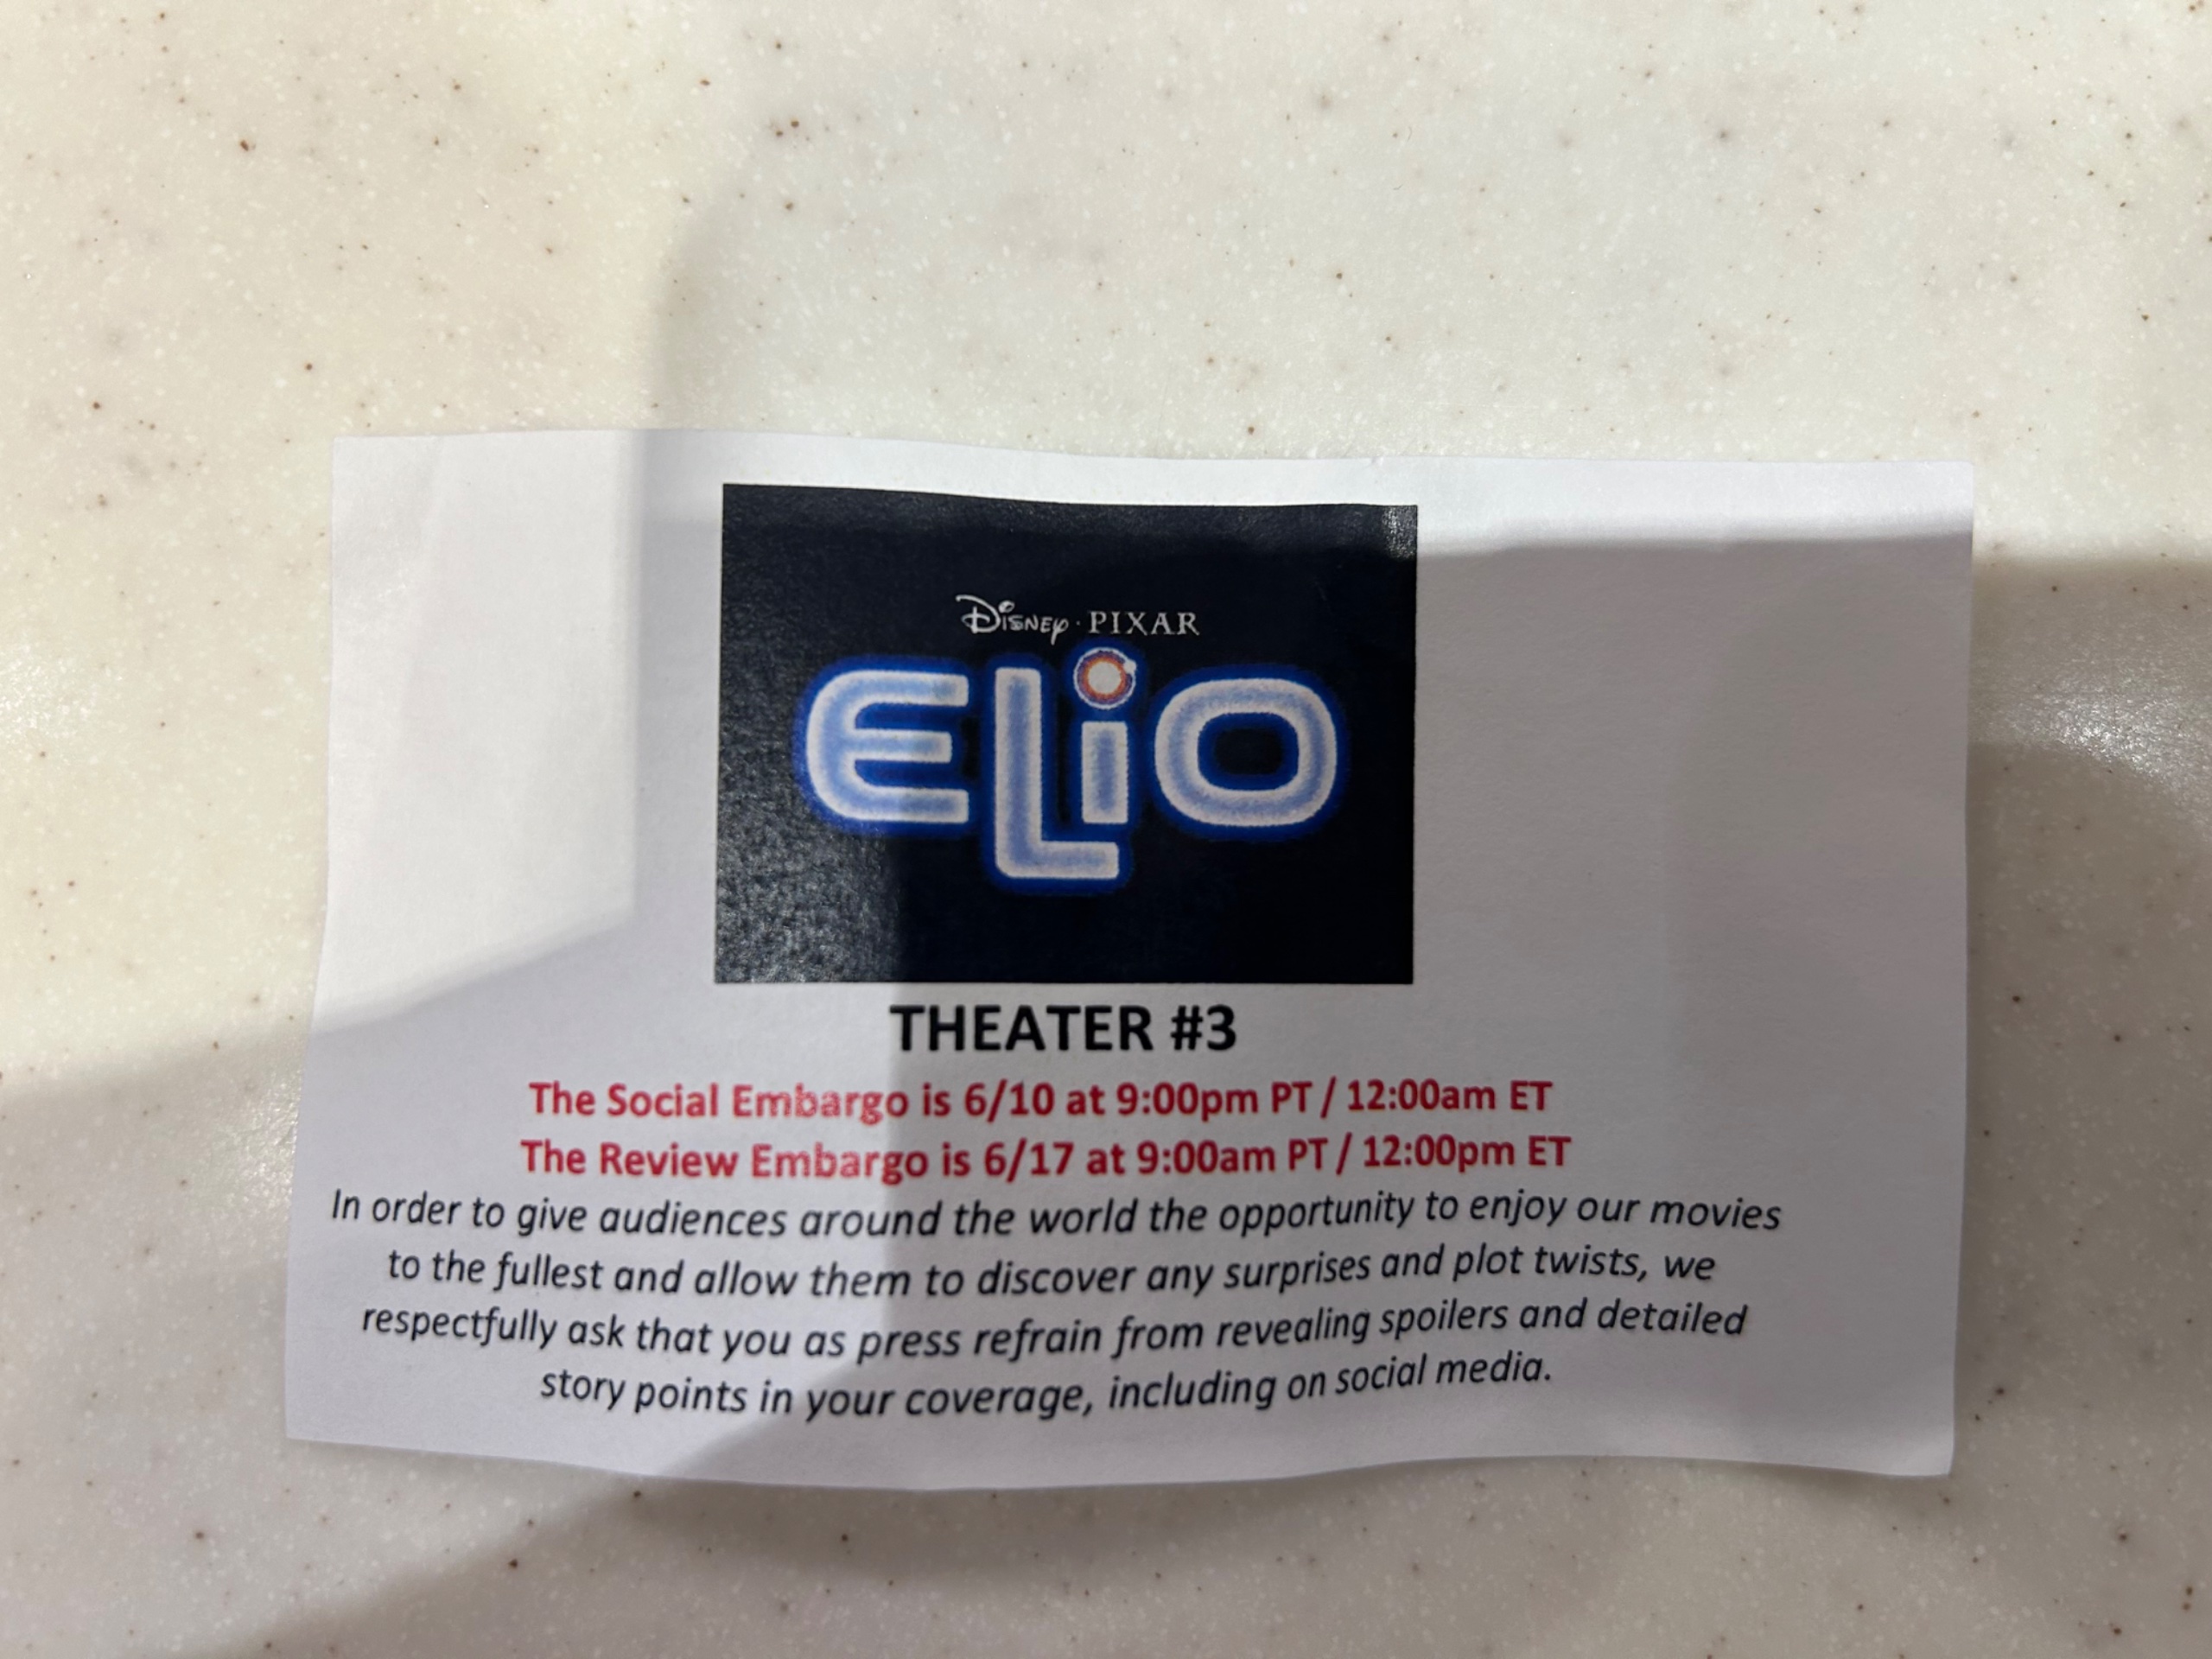 Disney · PIXAR
ELiO
THEATER #3
The Social Embargo is 6/10 at 9:00pm PT / 12:00am ET
The Review Embargo is 6/17 at 9:00am PT / 12:00pm ET
In order to give audiences around the world the opportunity to enjoy our movies
to the fullest and allow them to discover any surprises and plot twists, we
respectfully ask that you as press refrain from revealing spoilers and detailed
story points in your coverage, including on social media.